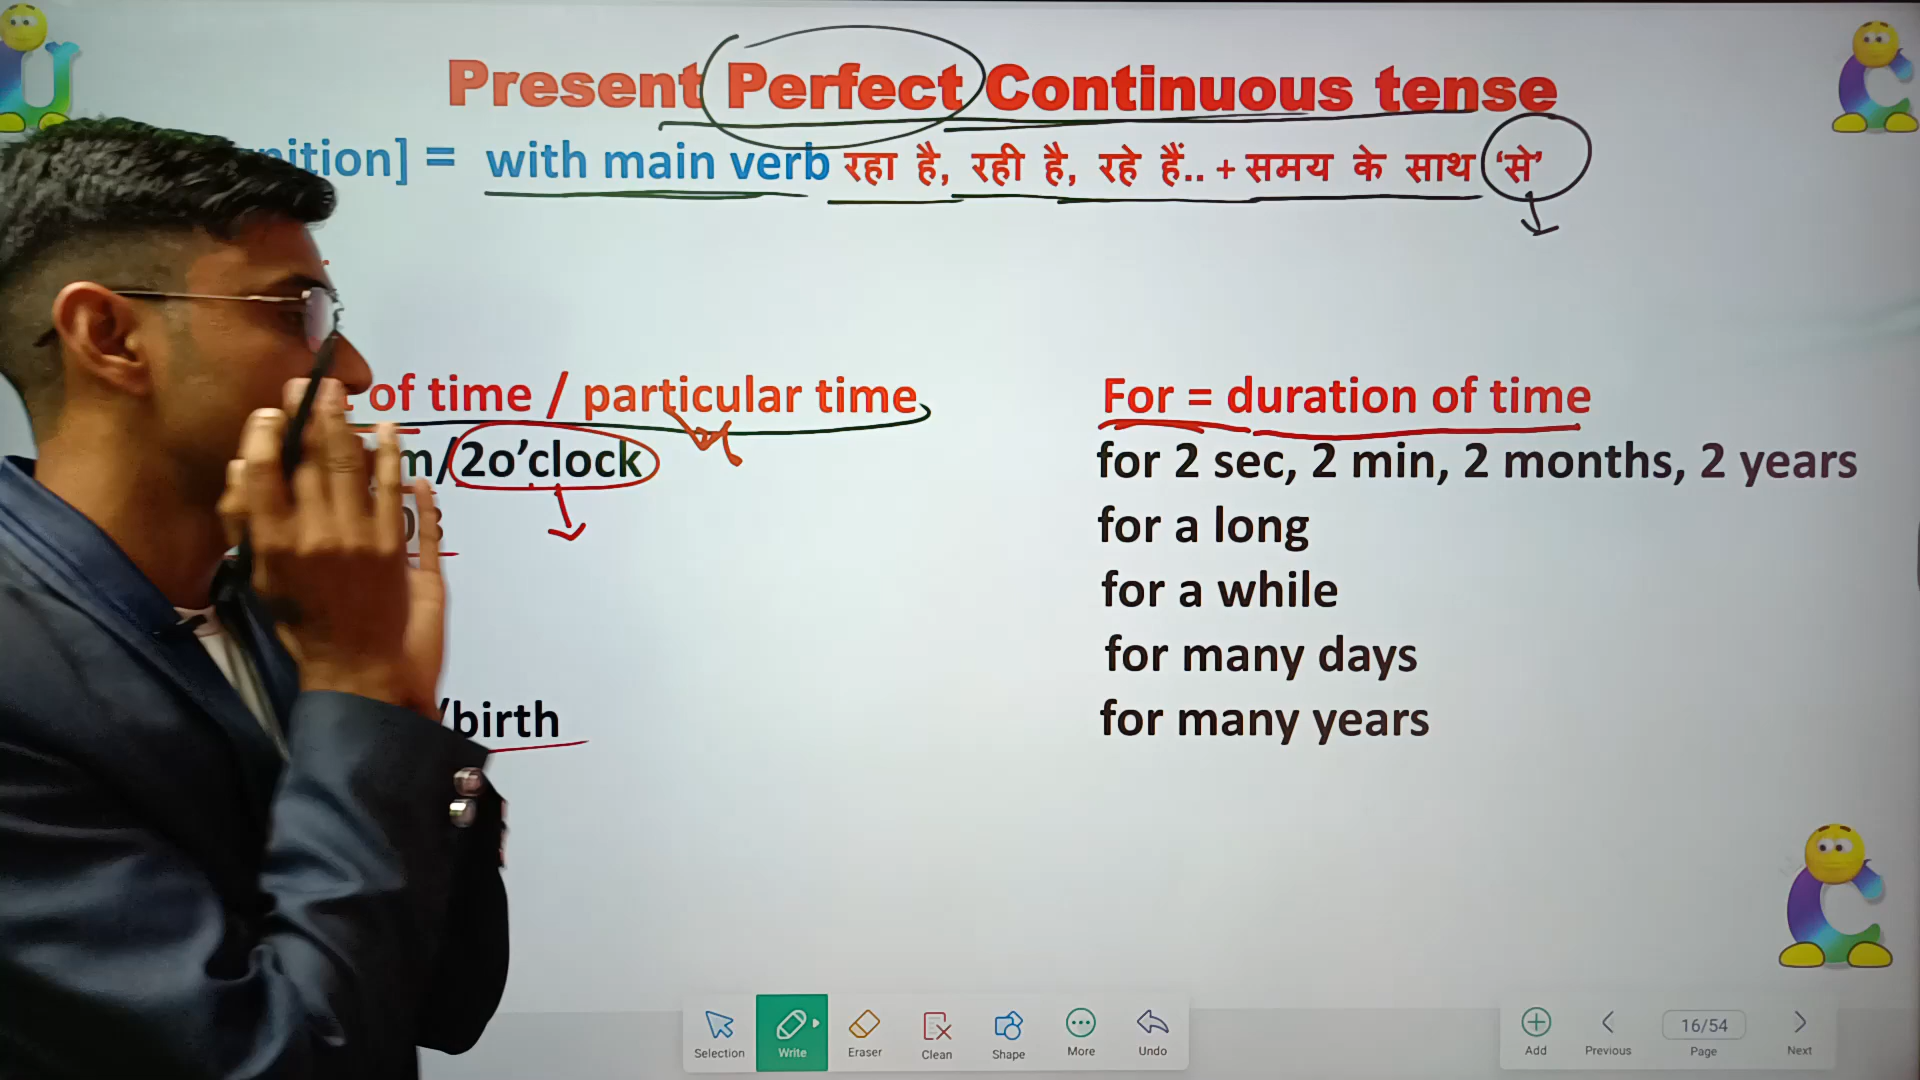 Present Perfect Continuous tense
nition] = with main verb रहा है, रही है, रहे हैं.. + समय के साथ ‘से’
of time / particular time
m/2o’clock
03
/birth
For = duration of time
for 2 sec, 2 min, 2 months, 2 years
for a long
for a while
for many days
for many years
Selection Write Eraser Clean Shape More Undo
Add Previous 16/54 Page Next